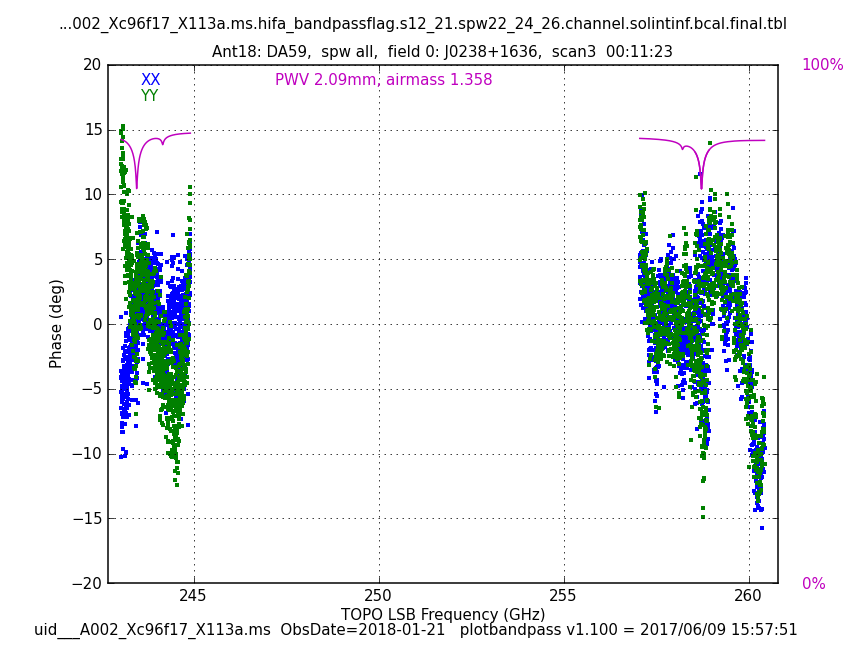 ...002_Xc96f17_X113a.ms.hifa_bandpassflag.s12_21.spw22_24_26.channel.solintinf.bcal.final.tbl
Ant18: DA59,  spw all,  field 0: J0238+1636,  scan3  00:11:23
XX
YY
PWV 2.09mm, airmass 1.358
100%
0%
20
15
10
5
0
−5
−10
−15
−20
Phase (deg)
245
250
255
260
TOPO LSB Frequency (GHz)
uid___A002_Xc96f17_X113a.ms  ObsDate=2018-01-21   plotbandpass v1.100 = 2017/06/09 15:57:51